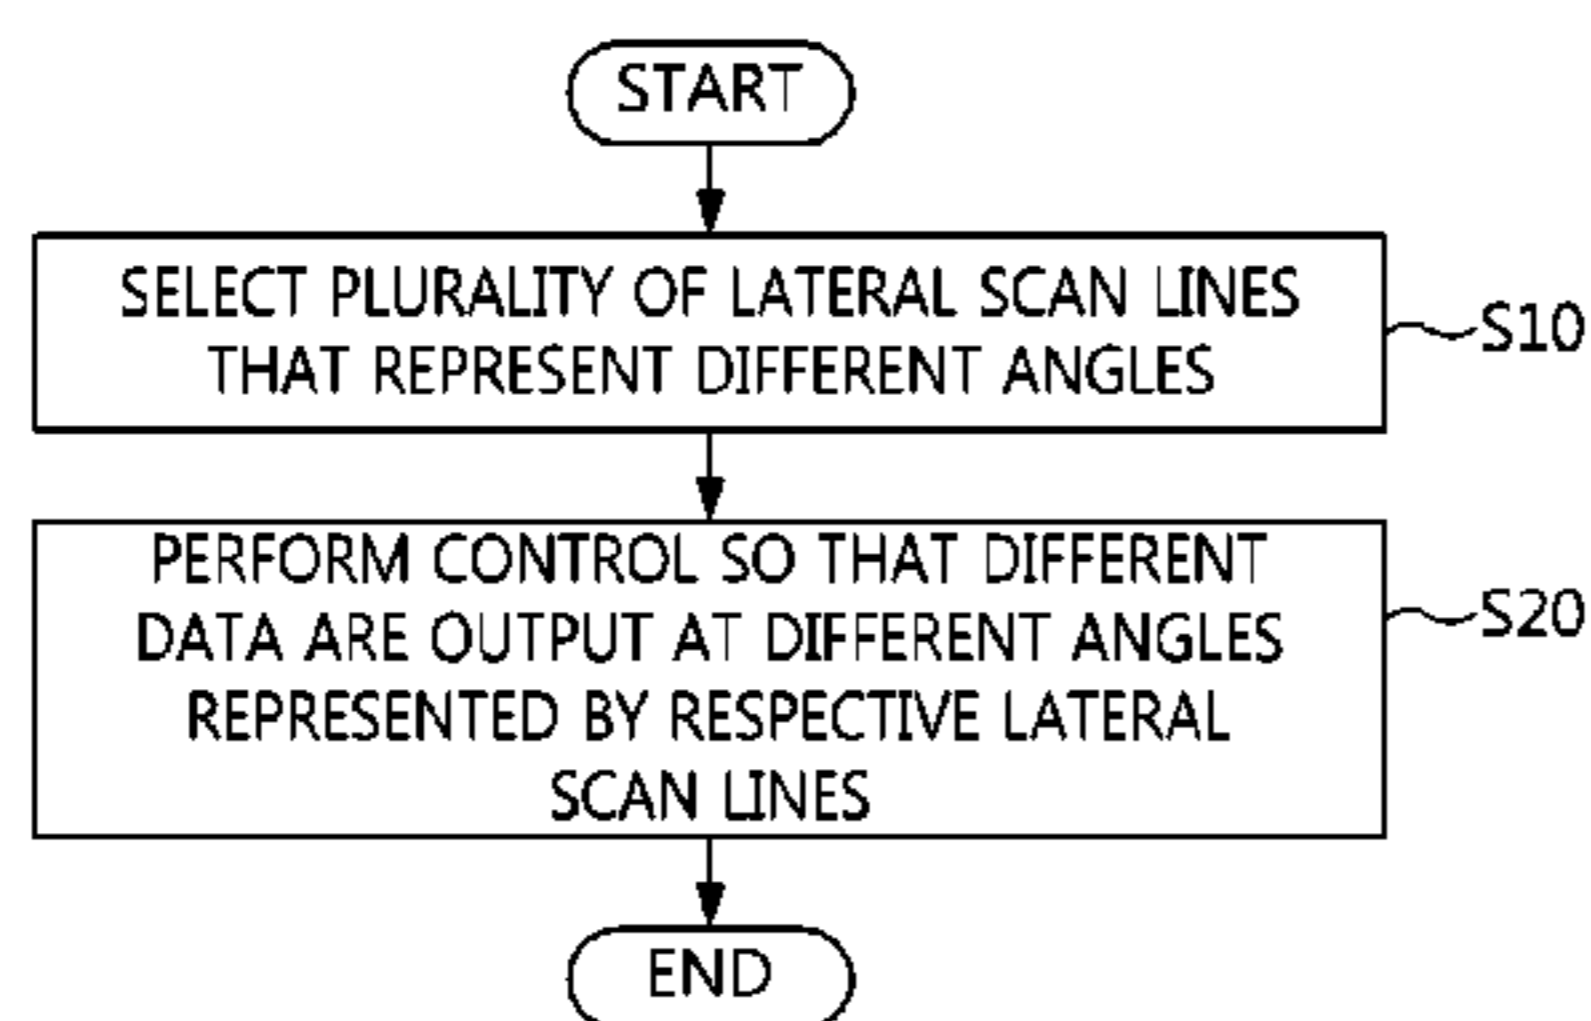 START
SELECT PLURALITY OF LATERAL SCAN LINES
THAT REPRESENT DIFFERENT ANGLES
S10
PERFORM CONTROL SO THAT DIFFERENT
DATA ARE OUTPUT AT DIFFERENT ANGLES
REPRESENTED BY RESPECTIVE LATERAL
SCAN LINES
S20
END